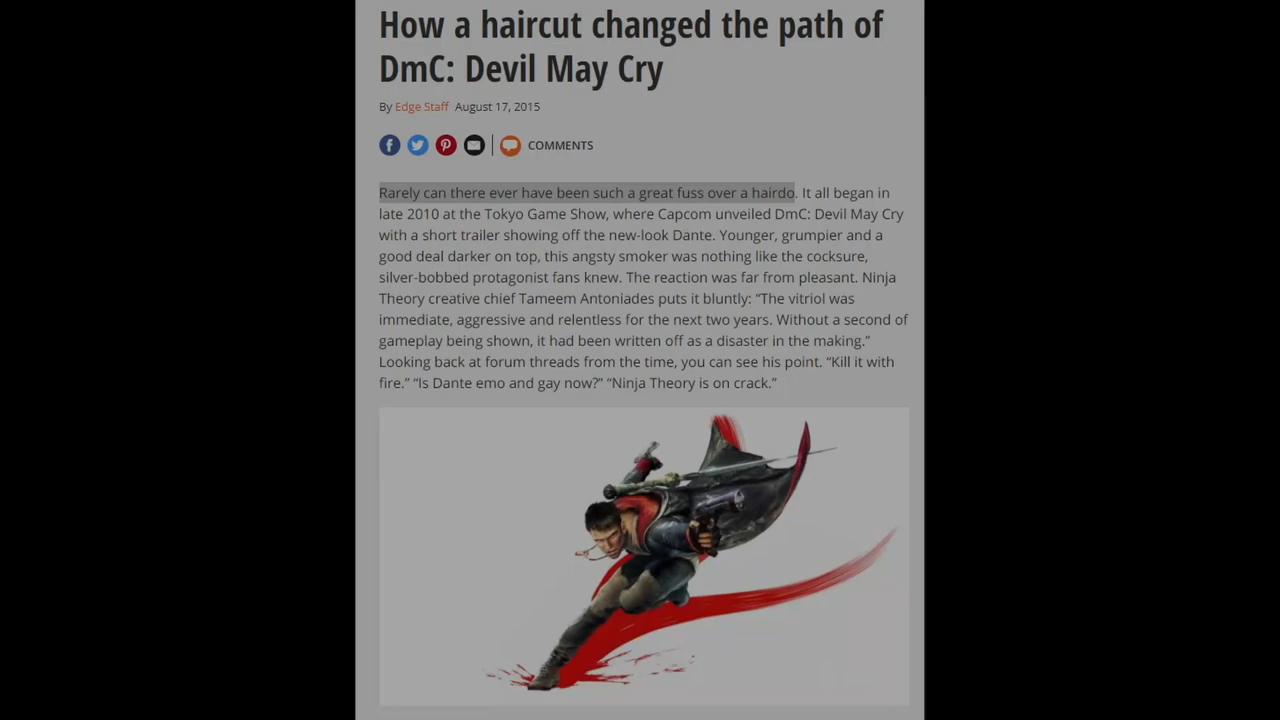 How a haircut changed the path of
DmC: Devil May Cry
By Edge Staff August 17, 2015
COMMENTS
Rarely can there ever have been such a great fuss over a hairdo. It all began in
late 2010 at the Tokyo Game Show, where Capcom unveiled DmC: Devil May Cry
with a short trailer showing off the new-look Dante. Younger, grumpier and a
good deal darker on top, this angsty smoker was nothing like the cocksure,
silver-bobbed protagonist fans knew. The reaction was far from pleasant. Ninja
Theory creative chief Tameem Antoniades puts it bluntly: “The vitriol was
immediate, aggressive and relentless for the next two years. Without a second of
gameplay being shown, it had been written off as a disaster in the making.”
Looking back at forum threads from the time, you can see his point. “Kill it with
fire.” “Is Dante emo and gay now?” “Ninja Theory is on crack.”